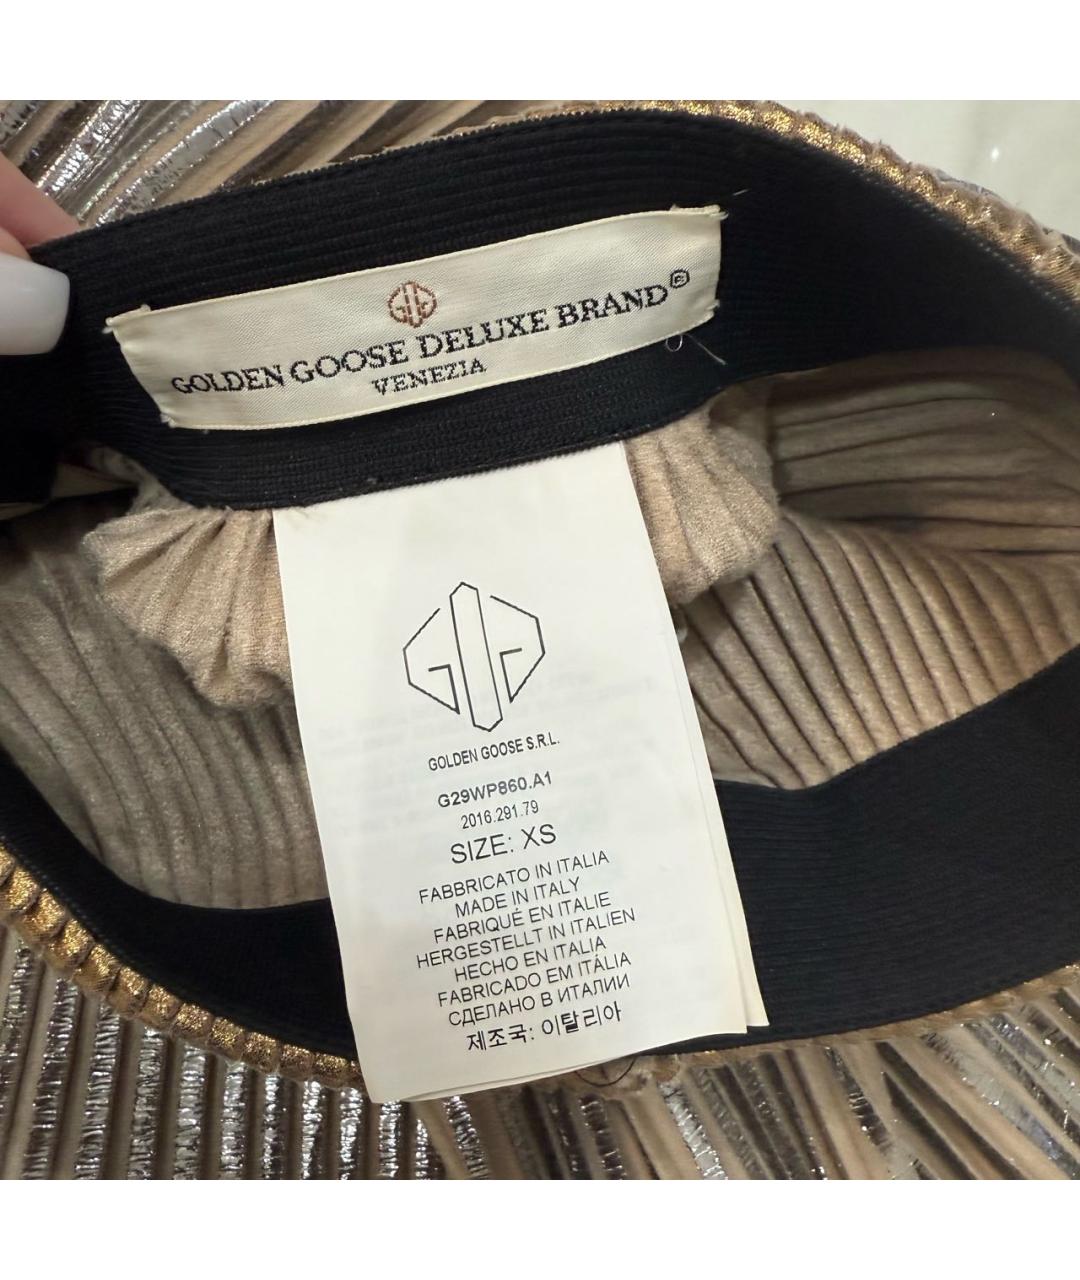 GOLDEN GOOSE DELUXE BRAND®
VENEZIA
GOLDEN GOOSE S.R.L.
G29WP860.A1
2016.291.79
SIZE: XS
FABBRICATO IN ITALIA
MADE IN ITALY
FABRIQUÉ EN ITALIE
HERGESTELLT IN ITALIEN
HECHO EN ITALIA
FABRICADO EM ITÁLIA
СДЕЛАНО В ИТАЛИИ
제조국: 이탈리아